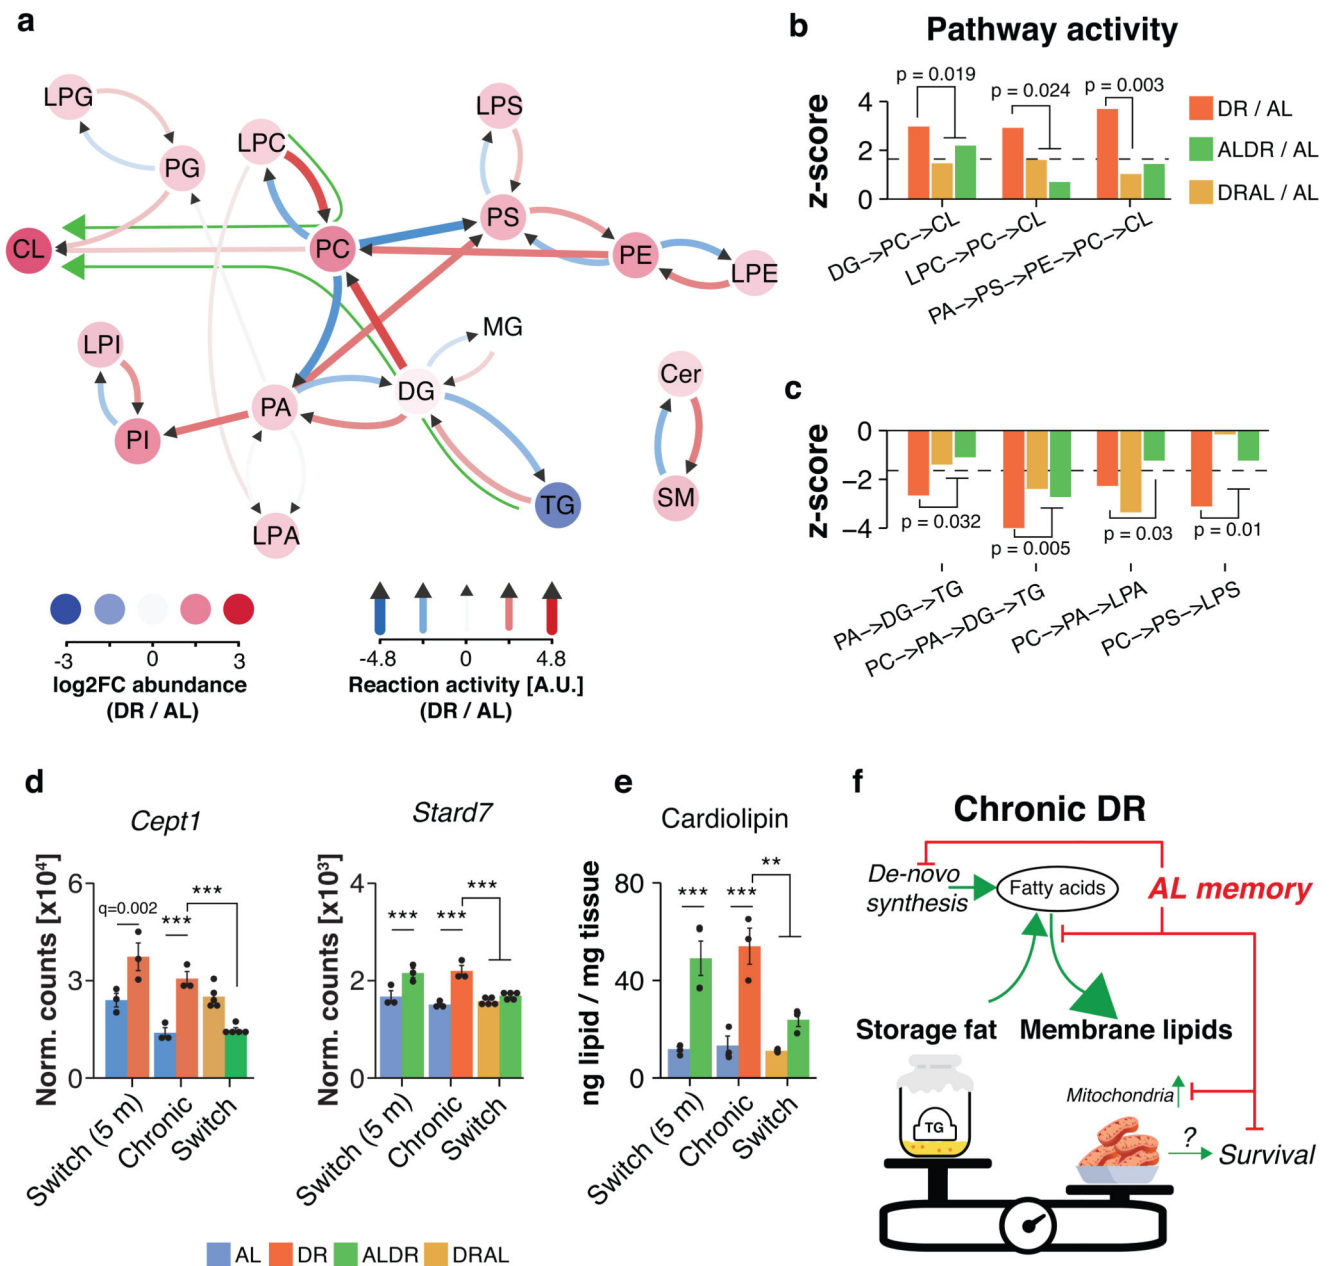 a
LPG
PG
LPC
LPS
PS
CL
PC
PE
LPE
MG
LPI
PA
DG
Cer
PI
TG
SM
LPA
-3
0
3
log2FC abundance
(DR / AL)
-4.8
0
4.8
Reaction activity [A.U.]
(DR / AL)
b
Pathway activity
z-score
4
2
0
p = 0.019
p = 0.024
p = 0.003
DR / AL
ALDR / AL
DRAL / AL
DG->PC->CL
LPC->PC->CL
PA->PS->PE->PC->CL
c
z-score
0
−2
−4
p = 0.032
p = 0.005
p = 0.03
p = 0.01
PA->DG->TG
PC->PA->DG->TG
PC->PA->LPA
PC->PS->LPS
d
Cept1
Norm. counts [x10⁴]
6
3
0
q=0.002
***
***
Switch (5 m)
Chronic
Switch
Stard7
Norm. counts [x10³]
4
2
0
***
***
***
Switch (5 m)
Chronic
Switch
AL
DR
ALDR
DRAL
e
Cardiolipin
ng lipid / mg tissue
80
40
0
***
***
**
Switch (5 m)
Chronic
Switch
f
Chronic DR
De-novo
synthesis
Fatty acids
AL memory
Storage fat
Membrane lipids
Mitochondria
TG
?
Survival